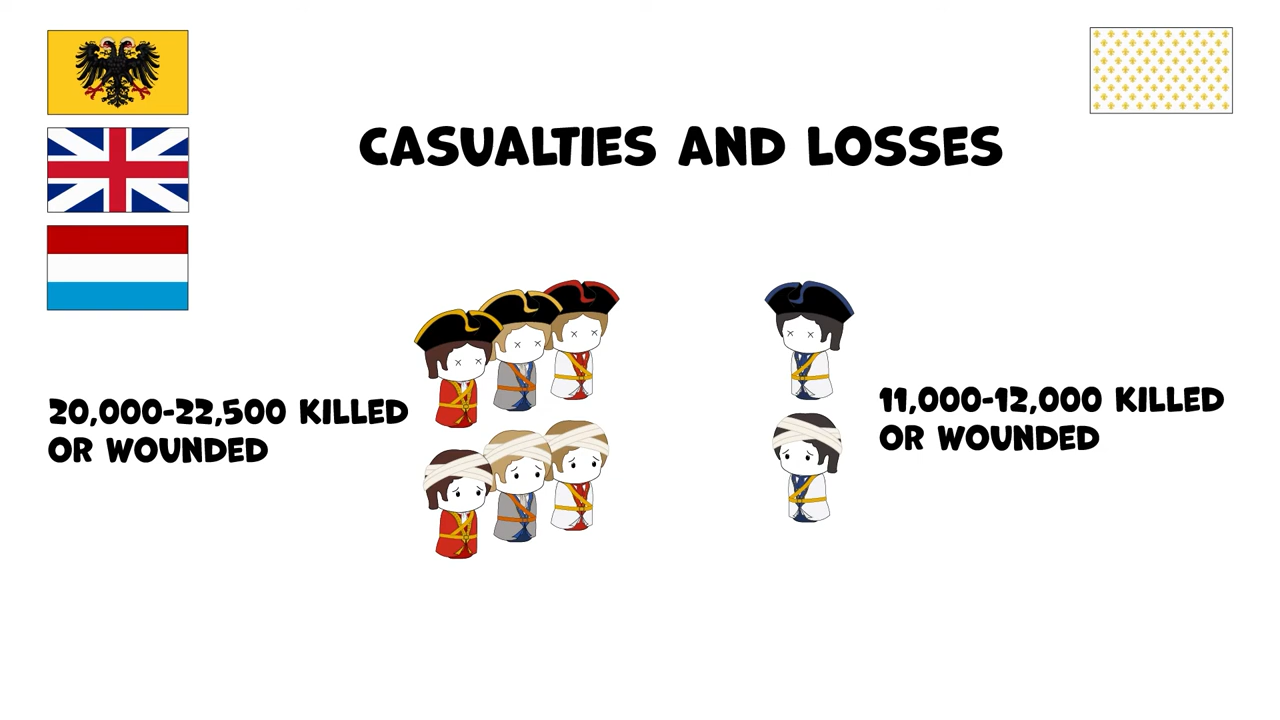 CASUALTIES AND LOSSES
20,000-22,500 KILLED
OR WOUNDED
11,000-12,000 KILLED
OR WOUNDED